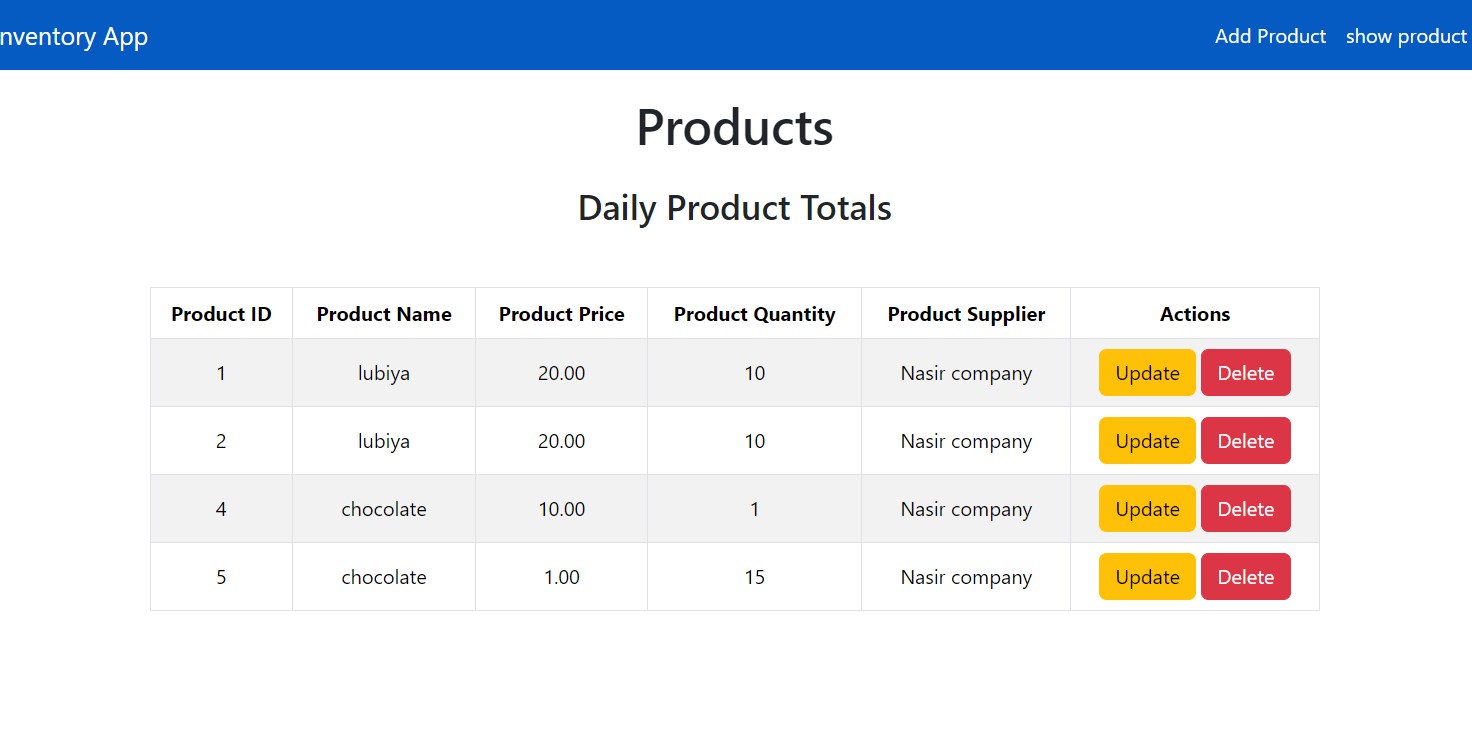 nventory App
Add Product show product
Products
Daily Product Totals
Product ID Product Name Product Price Product Quantity Product Supplier Actions
1 lubiya 20.00 10 Nasir company Update Delete
2 lubiya 20.00 10 Nasir company Update Delete
4 chocolate 10.00 1 Nasir company Update Delete
5 chocolate 1.00 15 Nasir company Update Delete